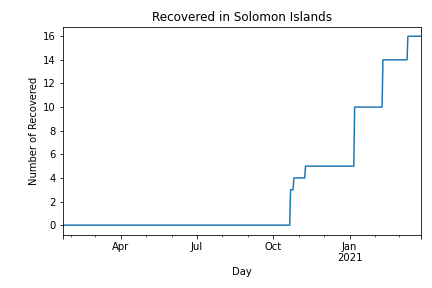 Recovered in Solomon Islands
Number of Recovered
16
14
12
10
8
6
4
2
0
Apr
Jul
Oct
Jan
2021
Day